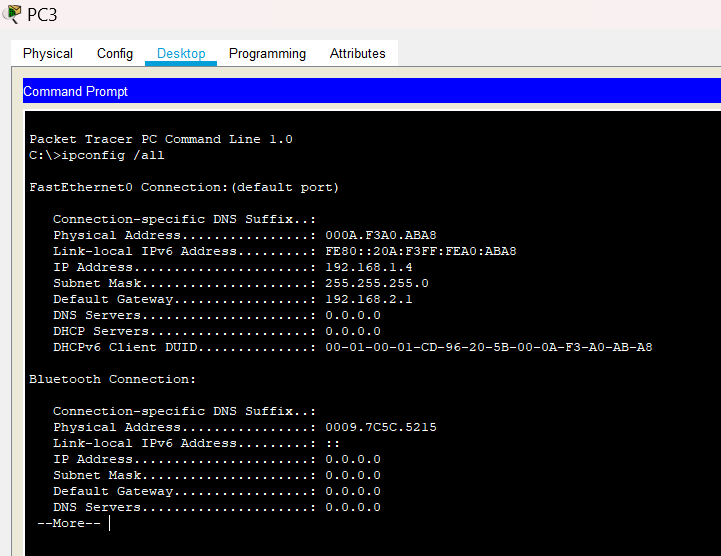 PC3
Physical Config Desktop Programming Attributes
Command Prompt
Packet Tracer PC Command Line 1.0
C:\>ipconfig /all
FastEthernet0 Connection:(default port)
Connection-specific DNS Suffix..:
Physical Address................: 000A.F3A0.ABA8
Link-local IPv6 Address.........: FE80::20A:F3FF:FEA0:ABA8
IP Address......................: 192.168.1.4
Subnet Mask.....................: 255.255.255.0
Default Gateway.................: 192.168.2.1
DNS Servers.....................: 0.0.0.0
DHCP Servers....................: 0.0.0.0
DHCPv6 Client DUID..............: 00-01-00-01-CD-96-20-5B-00-0A-F3-A0-AB-A8
Bluetooth Connection:
Connection-specific DNS Suffix..:
Physical Address................: 0009.7C5C.5215
Link-local IPv6 Address.........: ::
IP Address......................: 0.0.0.0
Subnet Mask.....................: 0.0.0.0
Default Gateway.................: 0.0.0.0
DNS Servers.....................: 0.0.0.0
--More--